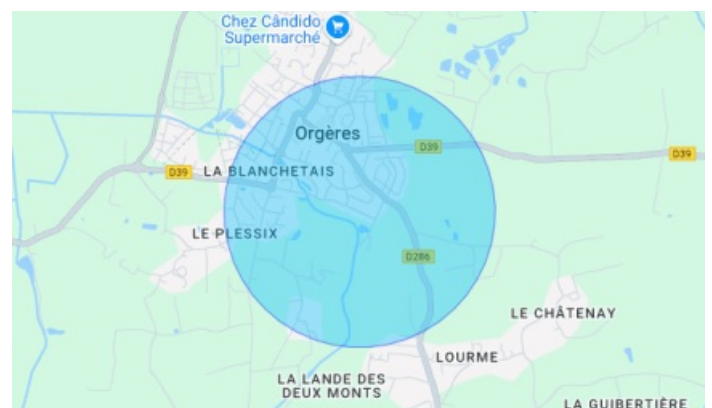 Chez Cândido
Supermarché
Orgères
D39
D39
D39
LA BLANCHETAIS
LE PLESSIX
D286
LE CHÂTENAY
LOURME
LA LANDE DES
DEUX MONTS
LA GUIBERTIÈRE